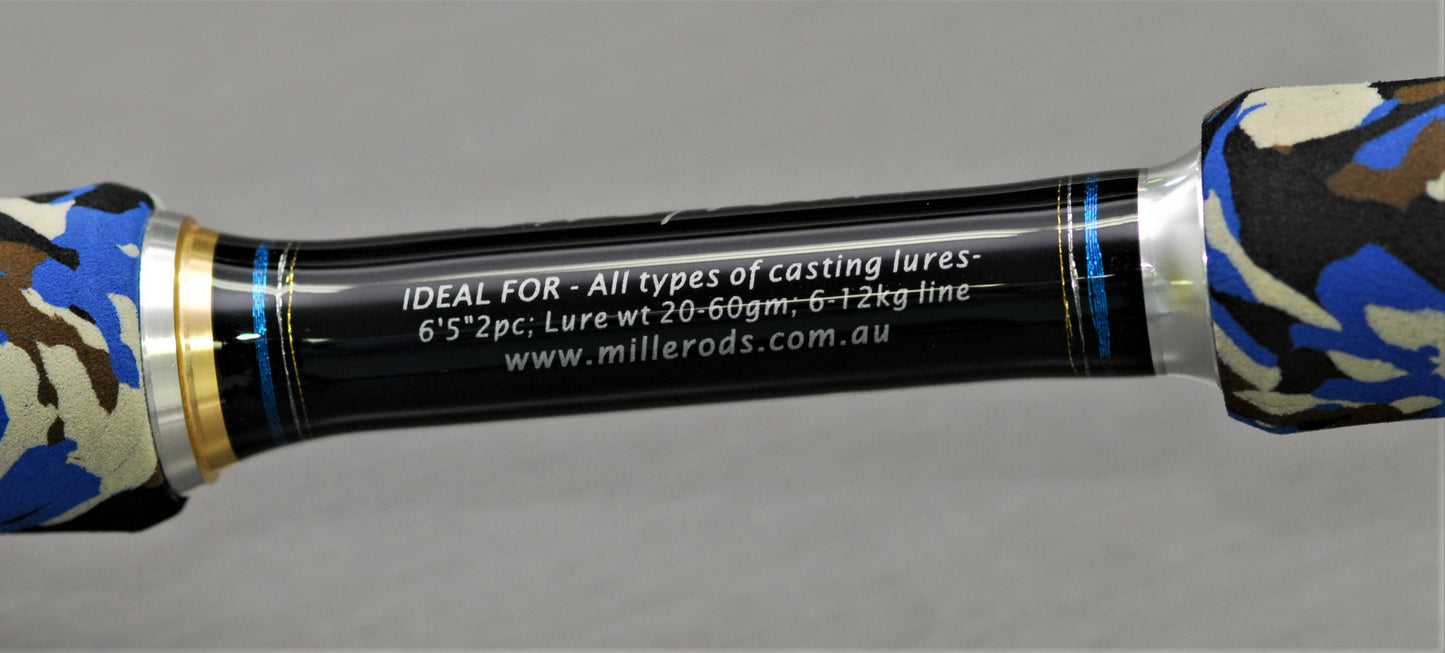 IDEAL FOR - All types of casting lures-
6'5"2pc; Lure wt 20-60gm; 6-12kg line
www.millerods.com.au